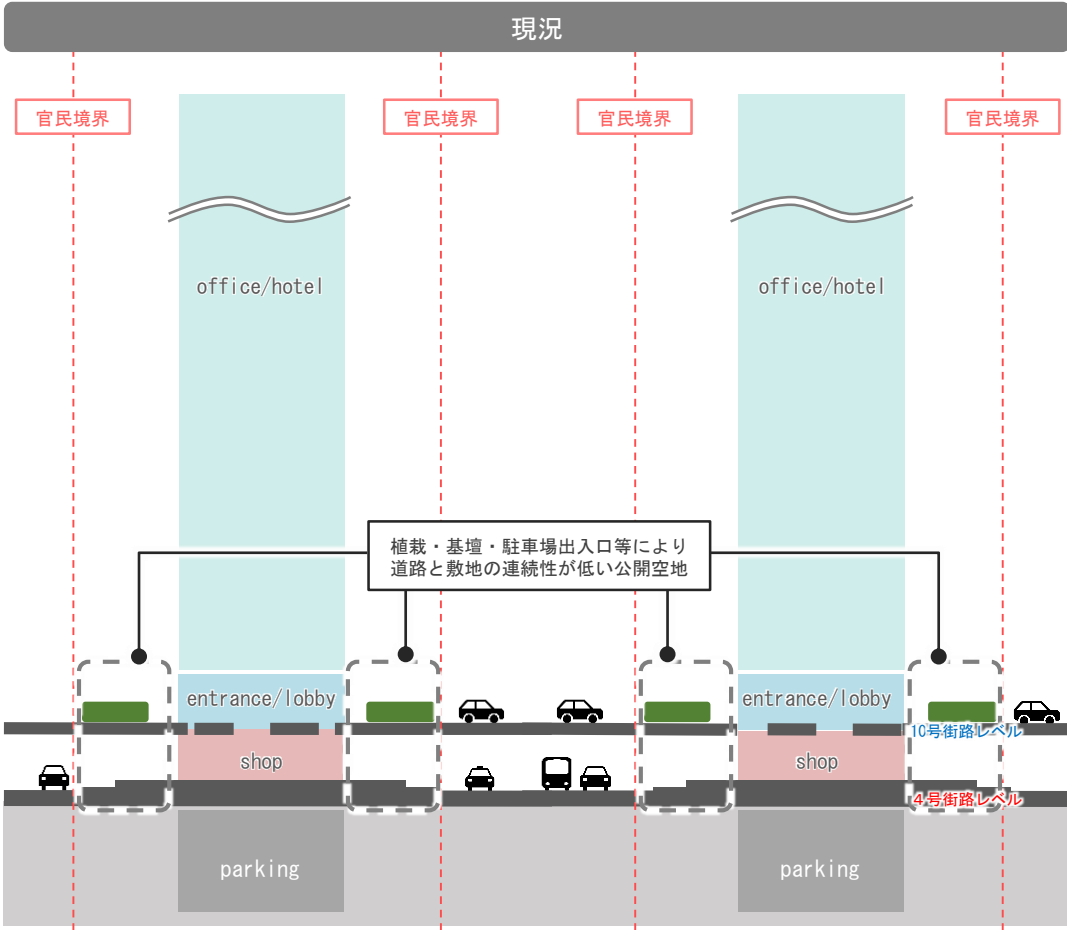 現況
官民境界
官民境界
官民境界
官民境界
office/hotel
office/hotel
植栽・基壇・駐車場出入口等により
道路と敷地の連続性が低い公開空地
entrance/lobby
entrance/lobby
10号街路レベル
shop
shop
4号街路レベル
parking
parking